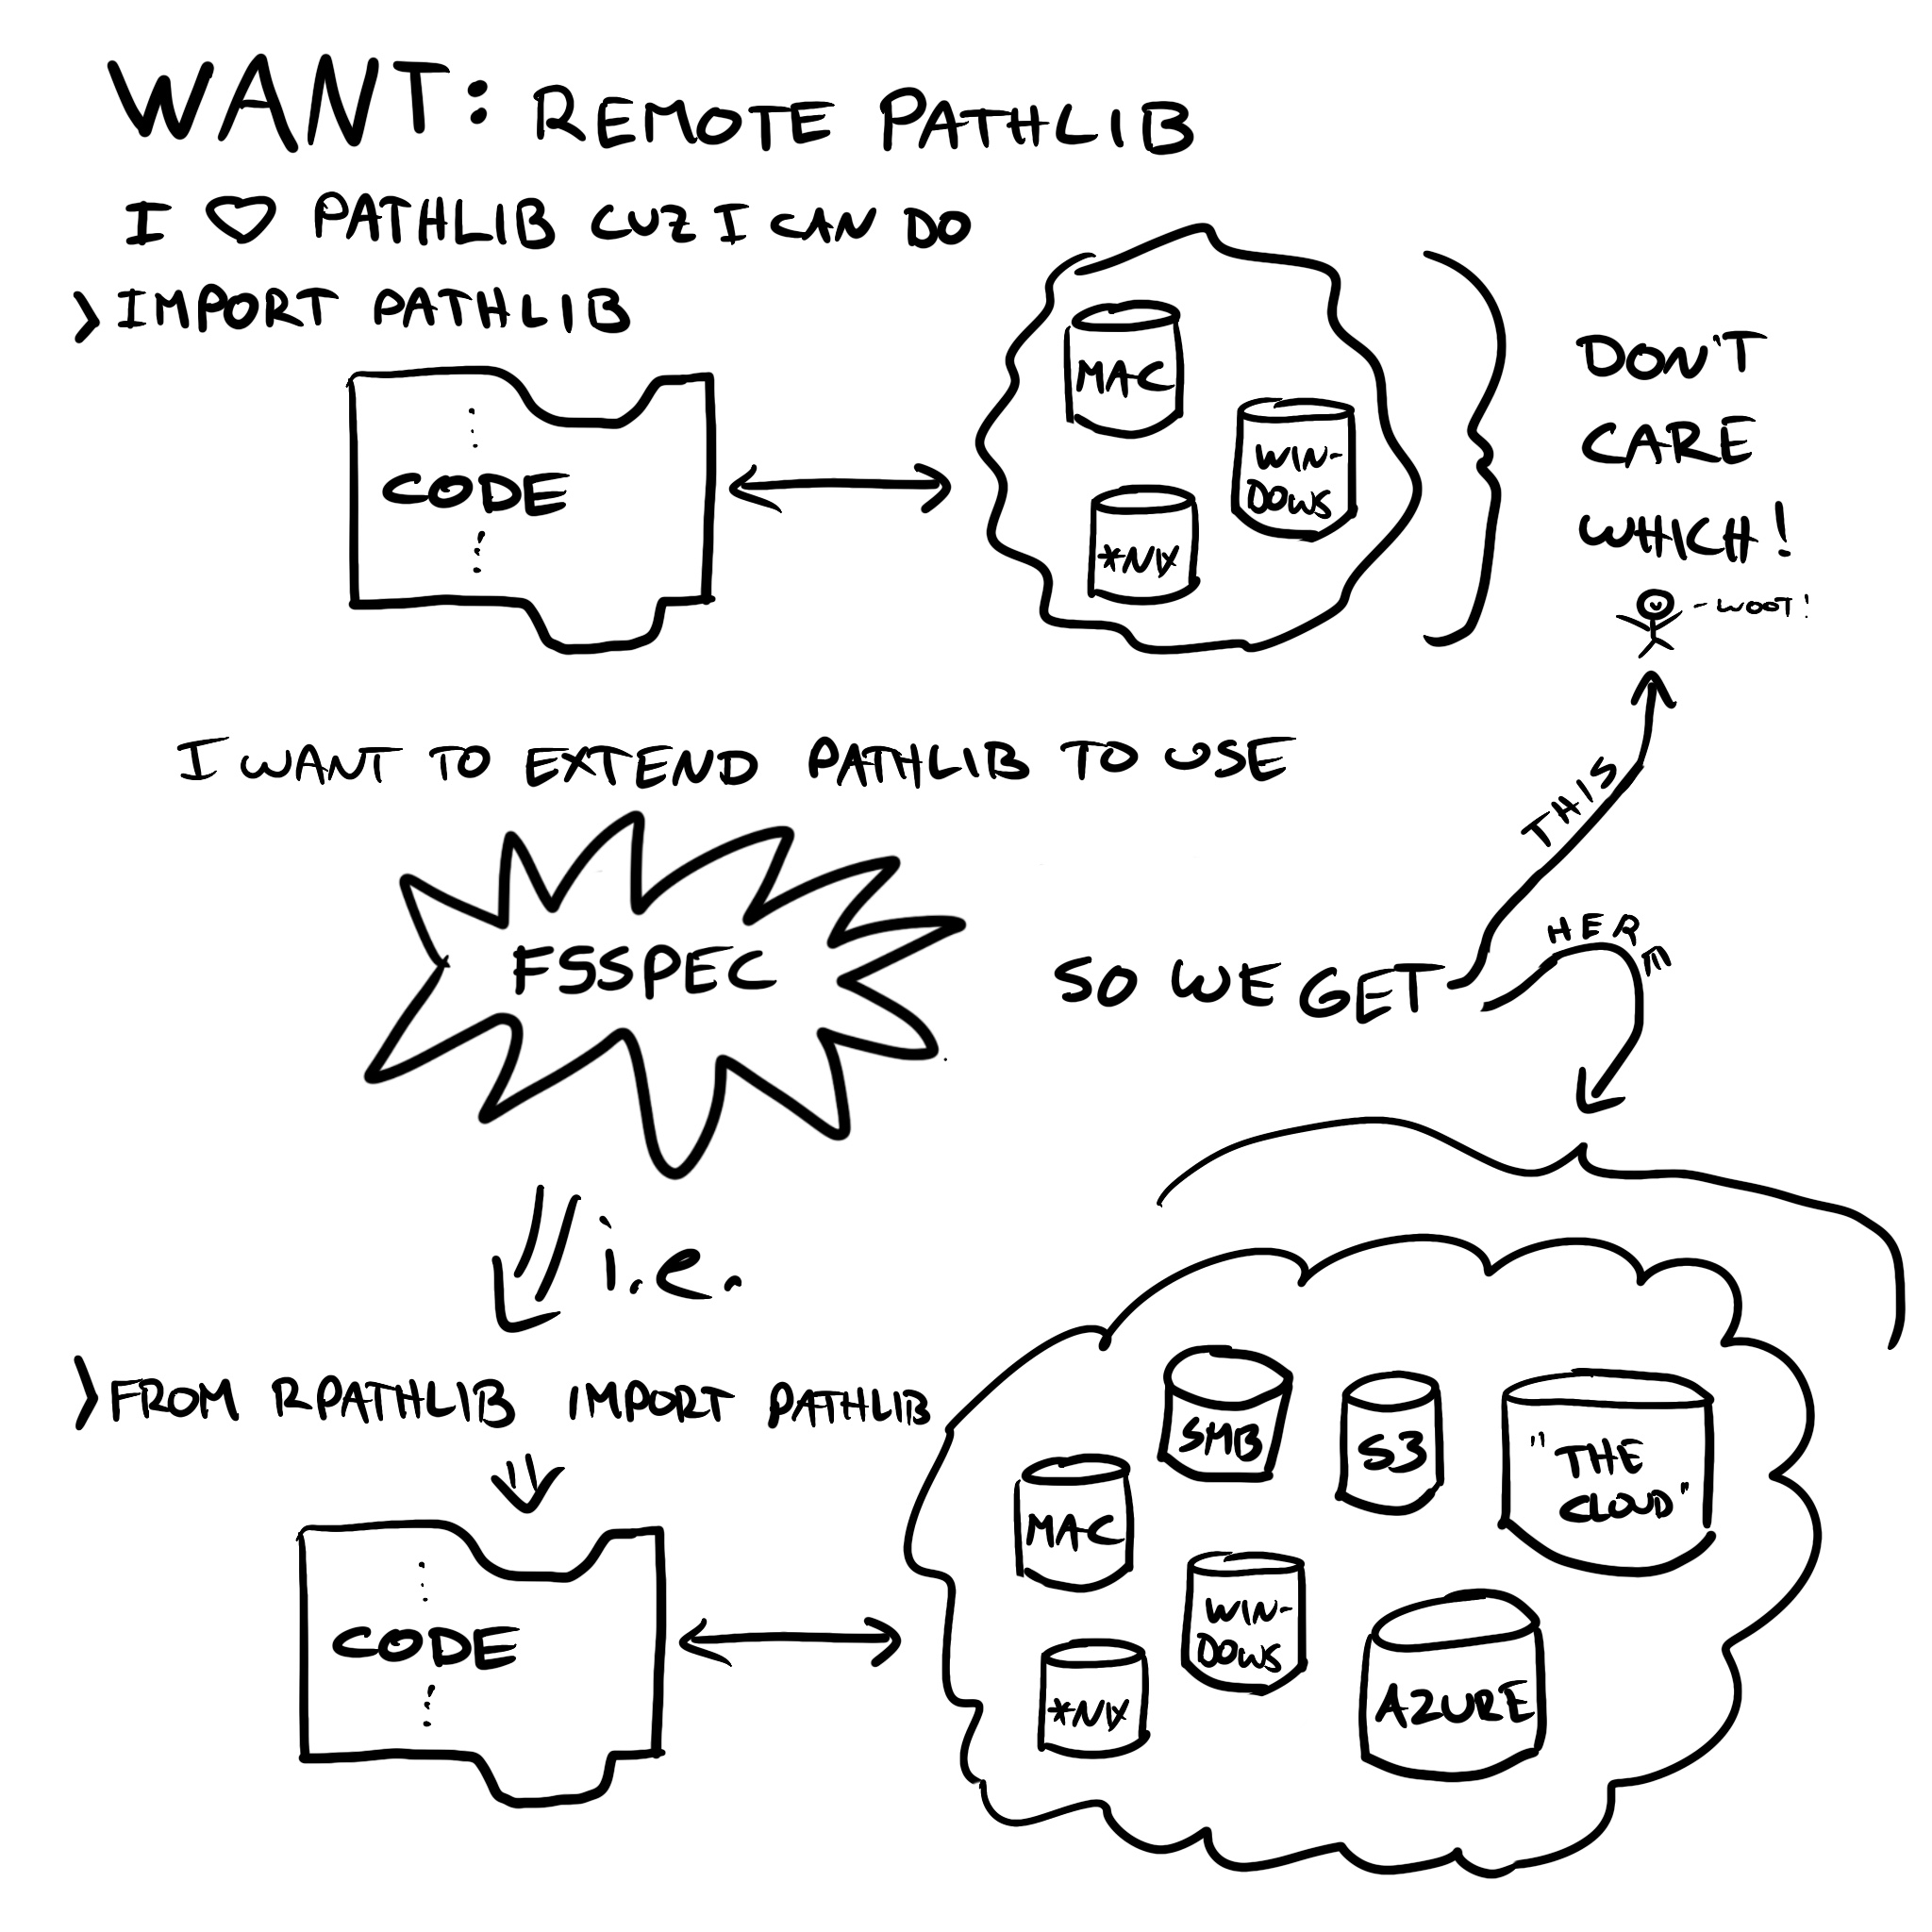 WANT: REMOTE PATHLIB
I ♡ PATHLIB CUZ I CAN DO
> IMPORT PATHLIB
CODE
MAC
WIN-
DOWS
*NIX
DON'T
CARE
WHICH!
- WOOT!
I WANT TO EXTEND PATHLIB TO USE
FSSPEC
SO WE GET
THIS
HERE
i.e.
> FROM RPATHLIB IMPORT PATHLIB
CODE
SMB
S3
"THE
CLOUD"
MAC
WIN-
DOWS
*NIX
AZURE